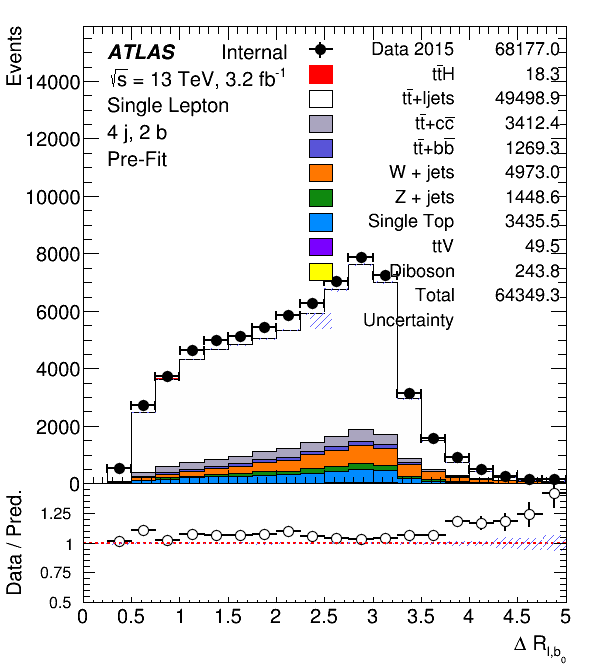 Events
ATLAS Internal
√s = 13 TeV, 3.2 fb⁻¹
Single Lepton
4 j, 2 b
Pre-Fit
Data 2015 68177.0
tt̄H 18.3
tt̄+ljets 49498.9
tt̄+cc̄ 3412.4
tt̄+bb̄ 1269.3
W + jets 4973.0
Z + jets 1448.6
Single Top 3435.5
ttV 49.5
Diboson 243.8
Total 64349.3
Uncertainty
14000
12000
10000
8000
6000
4000
2000
0
Data / Pred.
1.25
1
0.75
0.5
0 0.5 1 1.5 2 2.5 3 3.5 4 4.5 5
Δ R_{l,b_0}